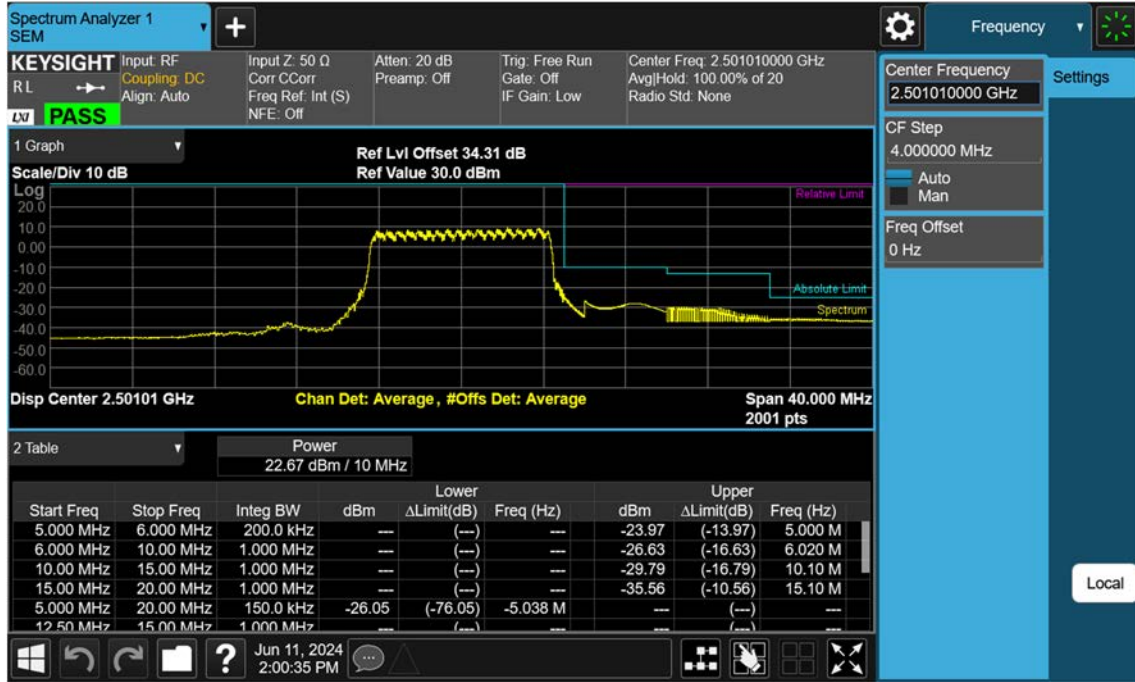 Spectrum Analyzer 1
SEM
+
Frequency
KEYSIGHT
R L
LXI
PASS
Input: RF
Coupling: DC
Align: Auto
Input Z: 50 Ω
Corr CCorr
Freq Ref: Int (S)
NFE: Off
Atten: 20 dB
Preamp: Off
Trig: Free Run
Gate: Off
IF Gain: Low
Center Freq: 2.501010000 GHz
Avg|Hold: 100.00% of 20
Radio Std: None
Center Frequency
2.501010000 GHz
Settings
CF Step
4.000000 MHz
Auto
Man
Freq Offset
0 Hz
Local
1 Graph
Scale/Div 10 dB
Ref Lvl Offset 34.31 dB
Ref Value 30.0 dBm
Log
20.0
10.0
0.00
-10.0
-20.0
-30.0
-40.0
-50.0
-60.0
Relative Limit
Absolute Limit
Spectrum
Disp Center 2.50101 GHz
Chan Det: Average, #Offs Det: Average
Span 40.000 MHz
2001 pts
2 Table
Power
22.67 dBm / 10 MHz
Lower Upper
Start Freq Stop Freq Integ BW dBm ΔLimit(dB) Freq (Hz) dBm ΔLimit(dB) Freq (Hz)
5.000 MHz 6.000 MHz 200.0 kHz --- (---) --- -23.97 (-13.97) 5.000 M
6.000 MHz 10.00 MHz 1.000 MHz --- (---) --- -26.63 (-16.63) 6.020 M
10.00 MHz 15.00 MHz 1.000 MHz --- (---) --- -29.79 (-16.79) 10.10 M
15.00 MHz 20.00 MHz 1.000 MHz --- (---) --- -35.56 (-10.56) 15.10 M
5.000 MHz 20.00 MHz 150.0 kHz -26.05 (-76.05) -5.038 M --- (---) ---
12.50 MHz 15.00 MHz 1.000 MHz --- (---) --- --- (---) ---
?
Jun 11, 2024
2:00:35 PM